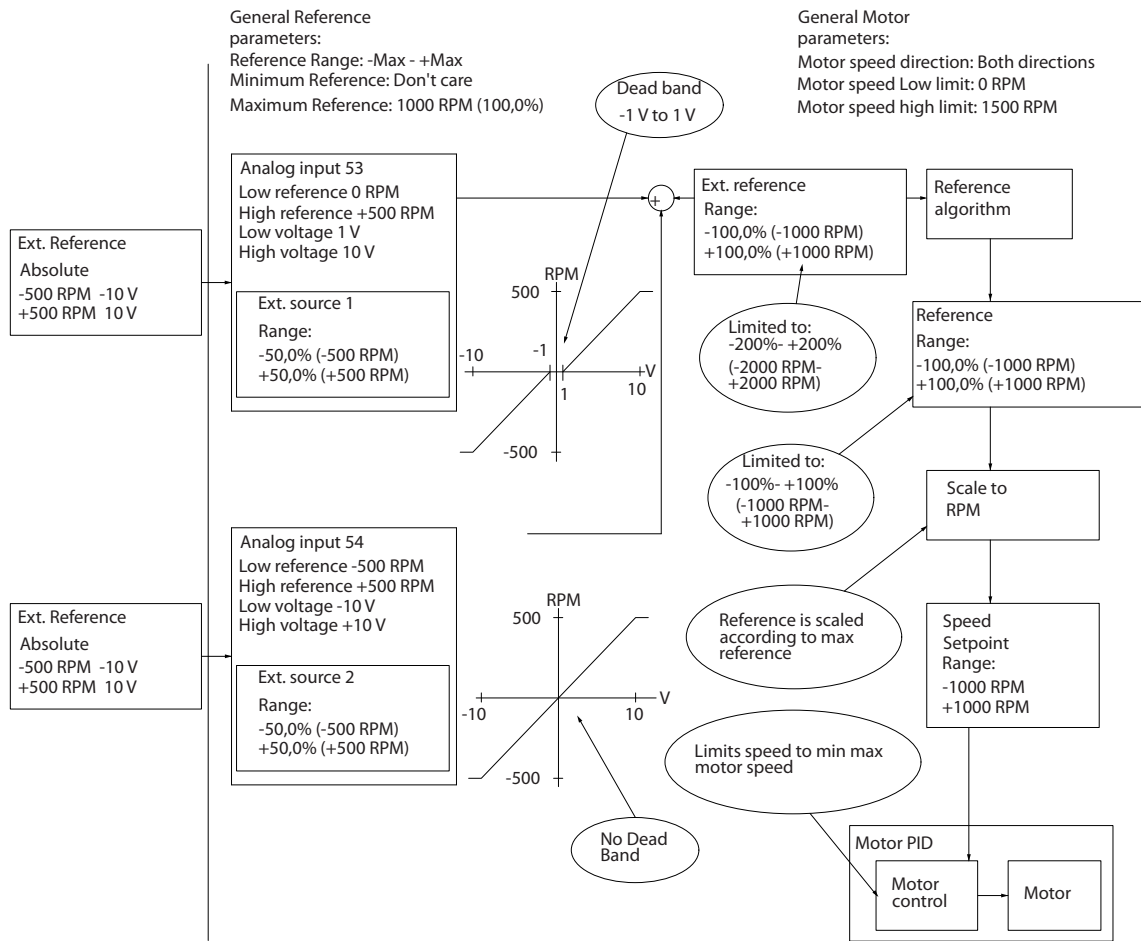 General Reference
parameters:
Reference Range: -Max - +Max
Minimum Reference: Don't care
Maximum Reference: 1000 RPM (100,0%)
General Motor
parameters:
Motor speed direction: Both directions
Motor speed Low limit: 0 RPM
Motor speed high limit: 1500 RPM
Dead band
-1 V to 1 V
Ext. Reference
Absolute
-500 RPM -10 V
+500 RPM 10 V
Analog input 53
Low reference 0 RPM
High reference +500 RPM
Low voltage 1 V
High voltage 10 V
Ext. source 1
Range:
-50,0% (-500 RPM)
+50,0% (+500 RPM)
RPM
500
-10
-1
V
1
10
-500
+
Ext. reference
Range:
-100,0% (-1000 RPM)
+100,0% (+1000 RPM)
Reference
algorithm
Limited to:
-200%- +200%
(-2000 RPM-
+2000 RPM)
Reference
Range:
-100,0% (-1000 RPM)
+100,0% (+1000 RPM)
Limited to:
-100%- +100%
(-1000 RPM-
+1000 RPM)
Scale to
RPM
Ext. Reference
Absolute
-500 RPM -10 V
+500 RPM 10 V
Analog input 54
Low reference -500 RPM
High reference +500 RPM
Low voltage -10 V
High voltage +10 V
Ext. source 2
Range:
-50,0% (-500 RPM)
+50,0% (+500 RPM)
RPM
500
V
-10
10
-500
No Dead
Band
Reference is scaled
according to max
reference
Speed
Setpoint
Range:
-1000 RPM
+1000 RPM
Limits speed to min max
motor speed
Motor PID
Motor
control
Motor